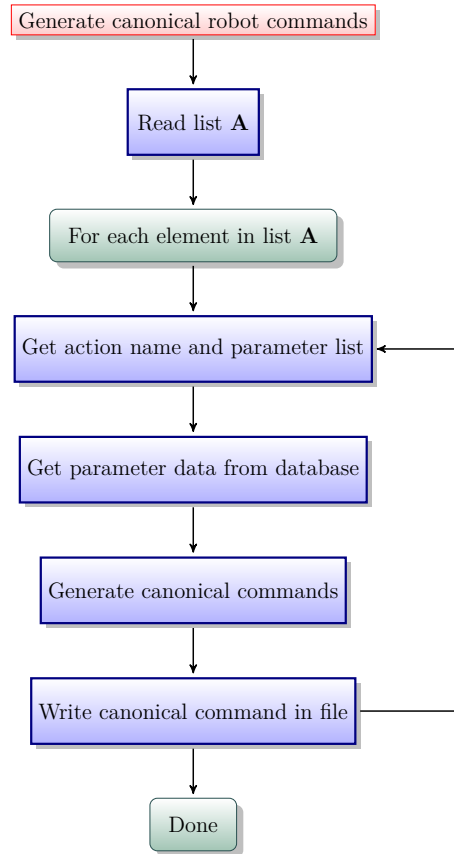 Generate canonical robot commands
Read list A
For each element in list A
Get action name and parameter list
Get parameter data from database
Generate canonical commands
Write canonical command in file
Done